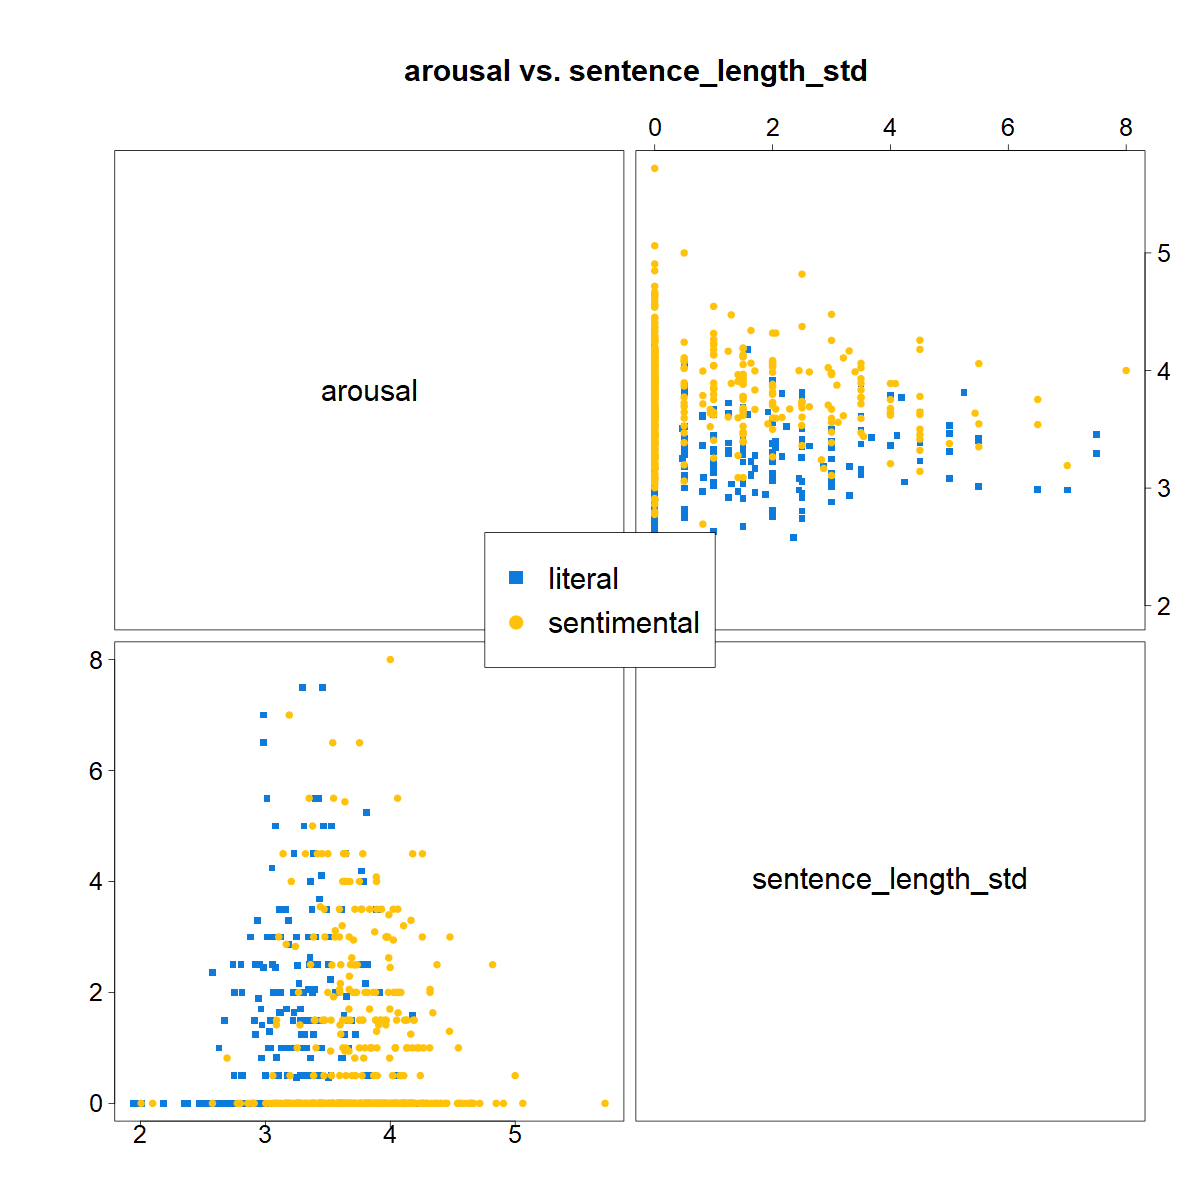 arousal vs. sentence_length_std
0 2 4 6 8
arousal
5
4
3
2
literal
sentimental
8
6
4
2
0
sentence_length_std
2 3 4 5